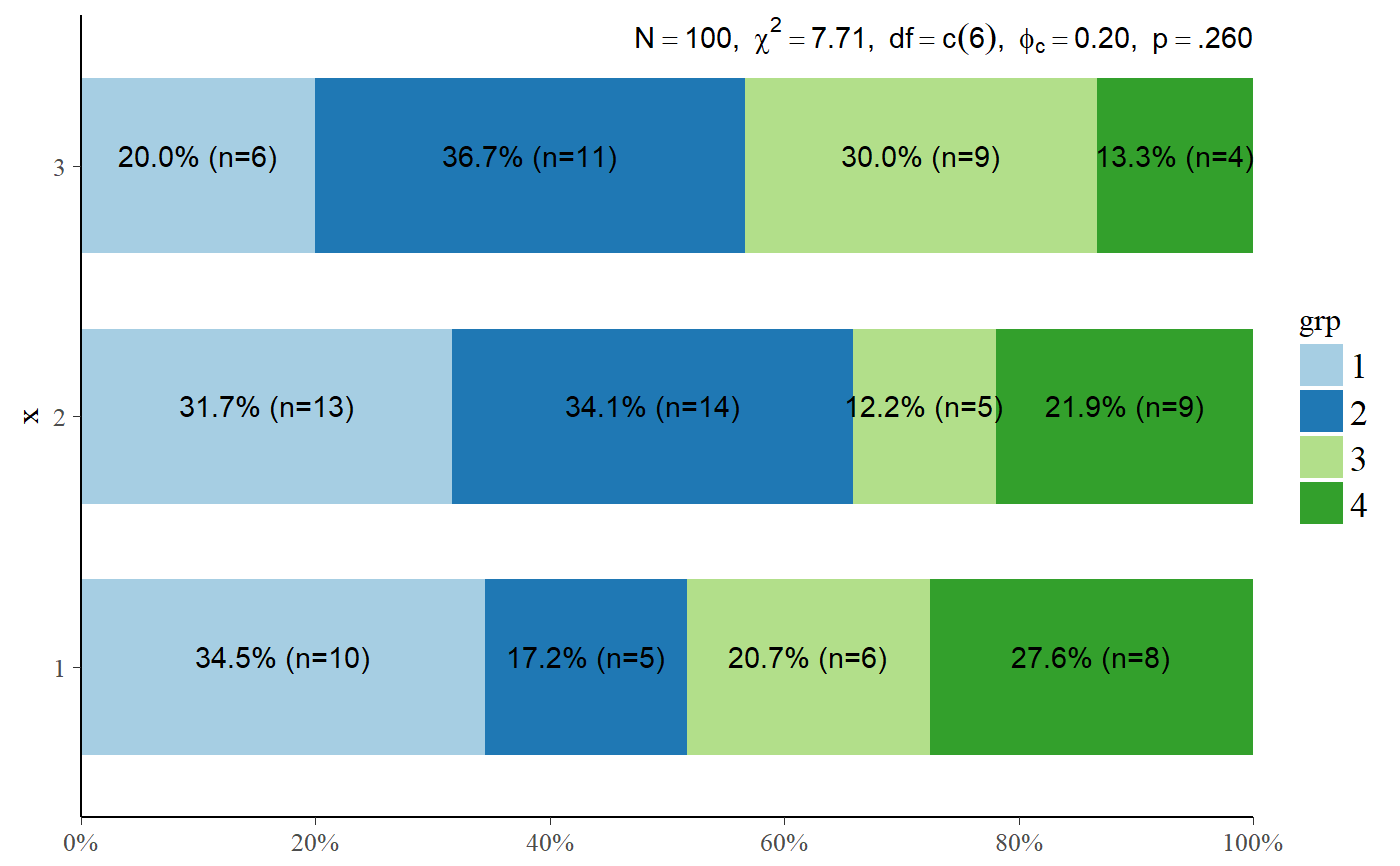 N = 100, χ² = 7.71, df = c(6), ϕc = 0.20, p = .260
3
20.0% (n=6) 36.7% (n=11) 30.0% (n=9) 13.3% (n=4)
x
2
31.7% (n=13) 34.1% (n=14) 12.2% (n=5) 21.9% (n=9)
1
34.5% (n=10) 17.2% (n=5) 20.7% (n=6) 27.6% (n=8)
0% 20% 40% 60% 80% 100%
grp
1
2
3
4